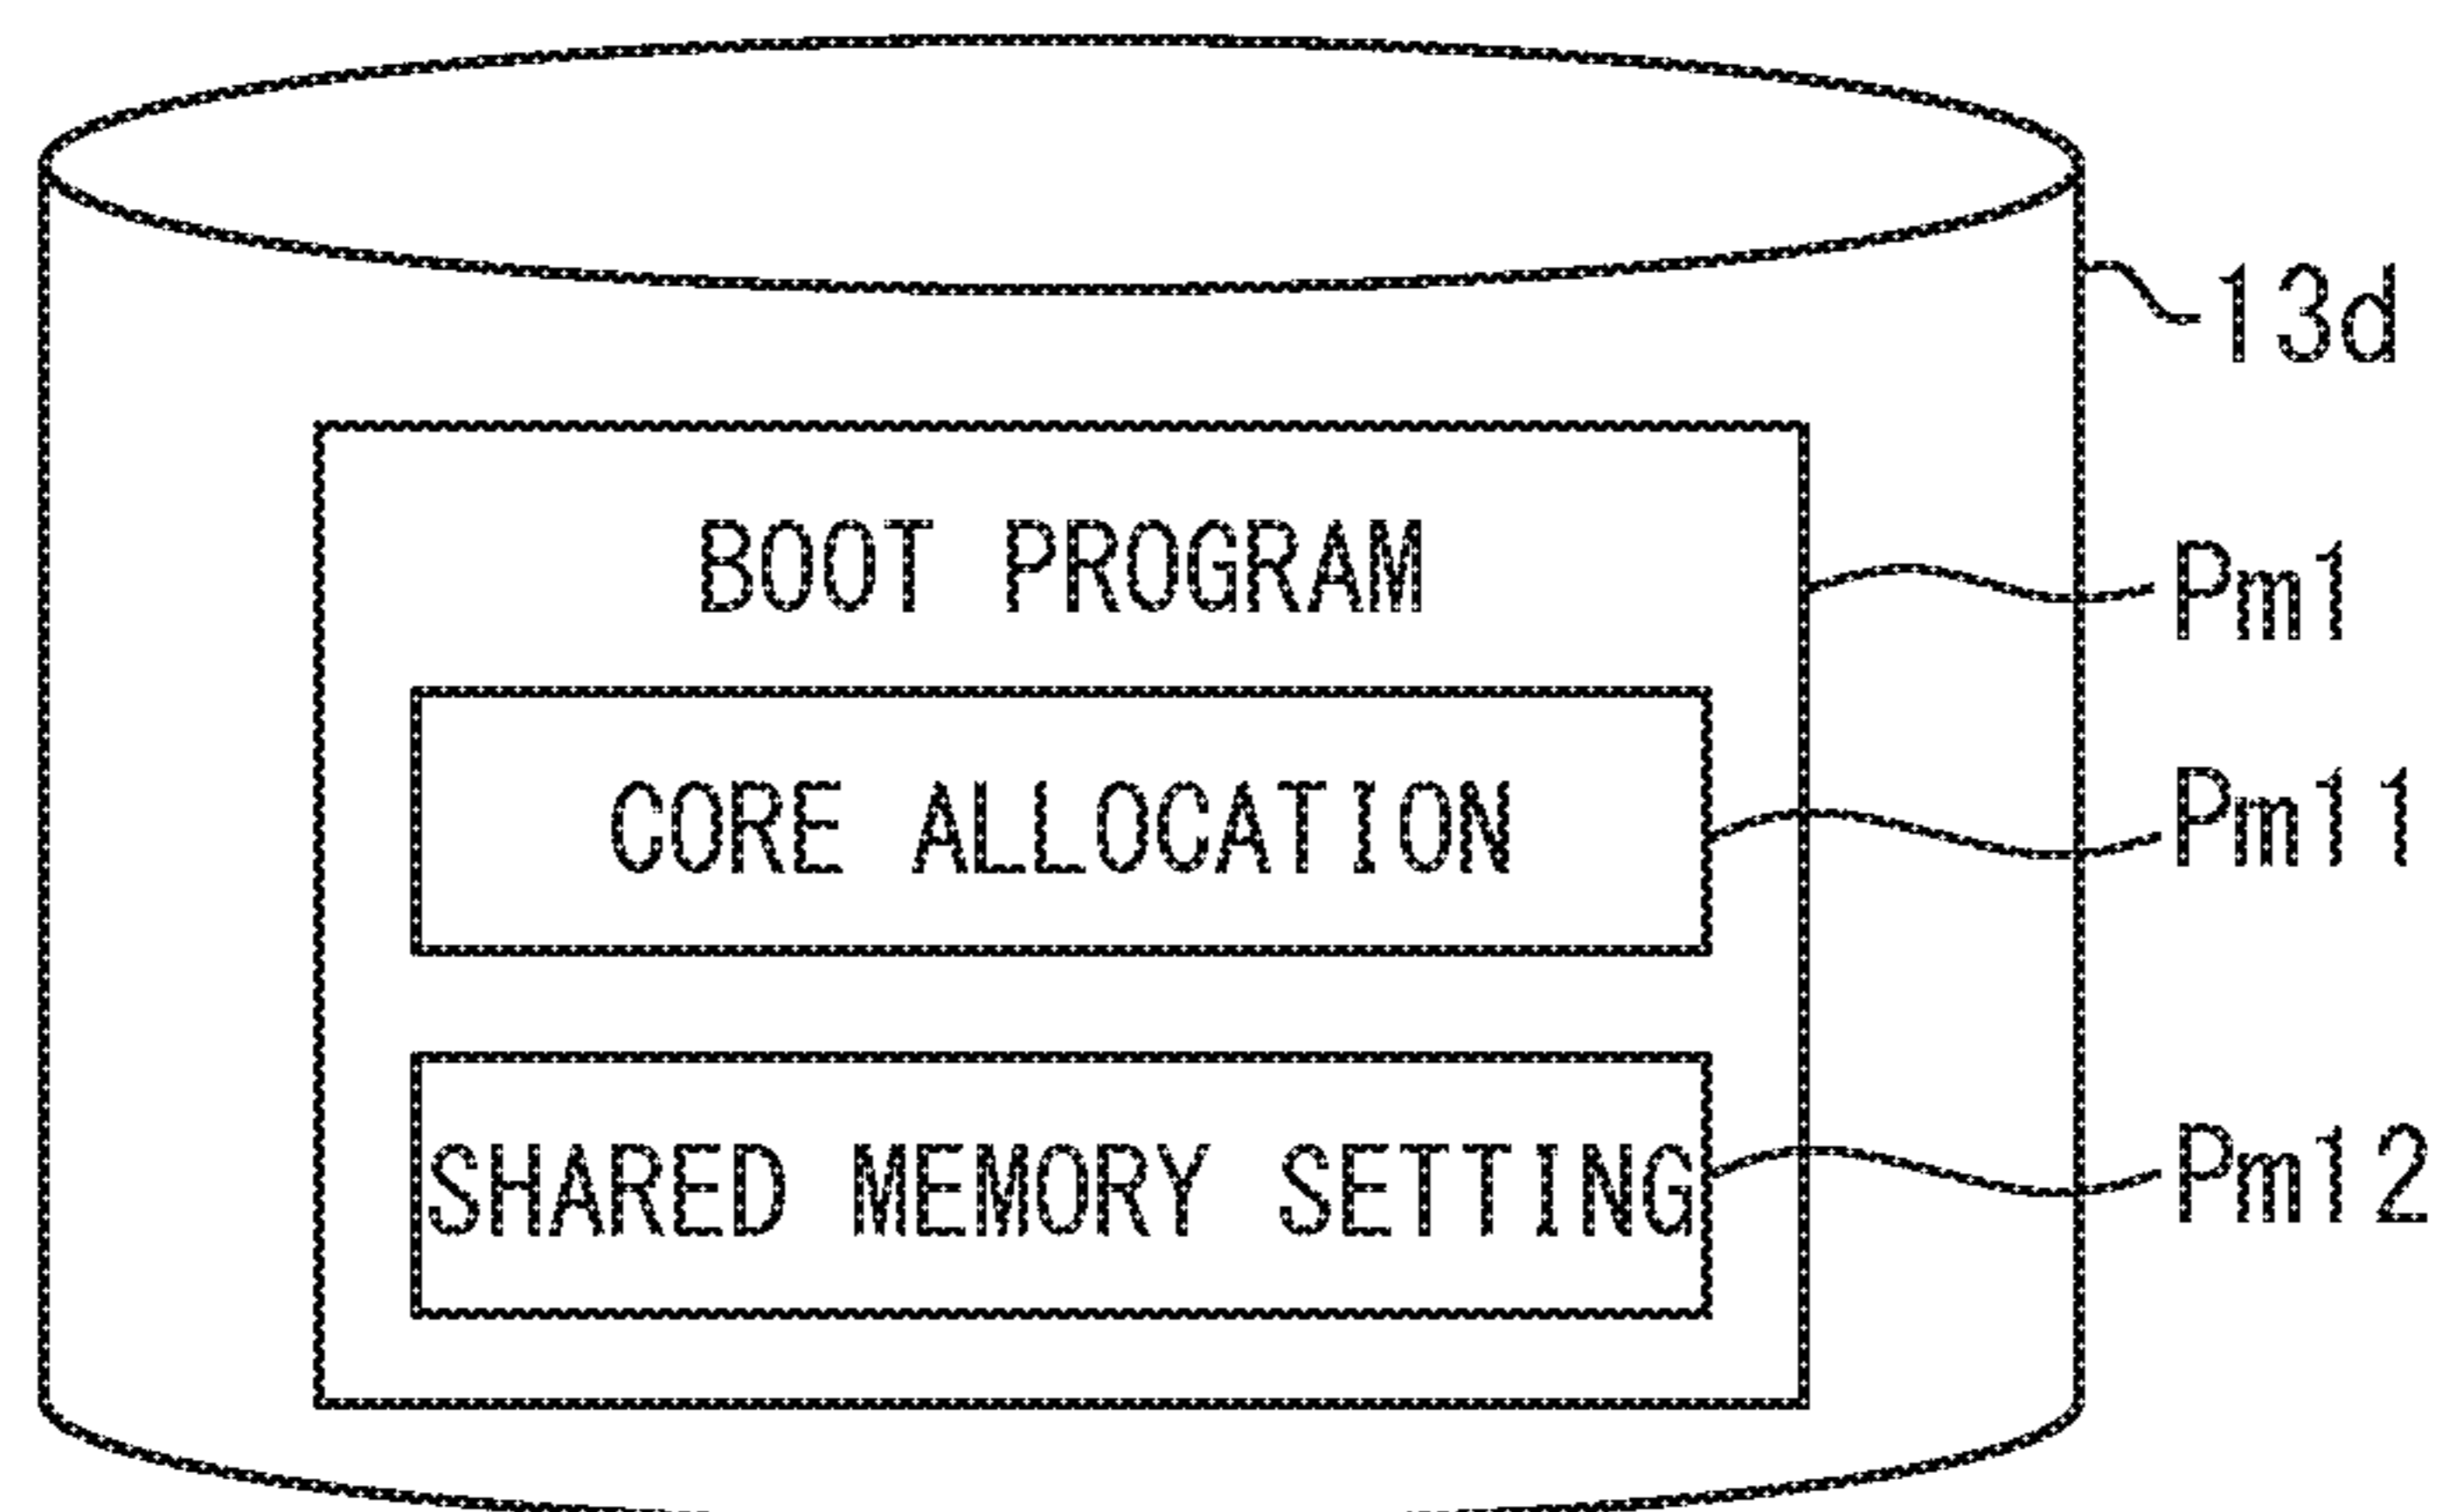 13d
BOOT PROGRAM
Pm1
CORE ALLOCATION
Pm11
SHARED MEMORY SETTING
Pm12